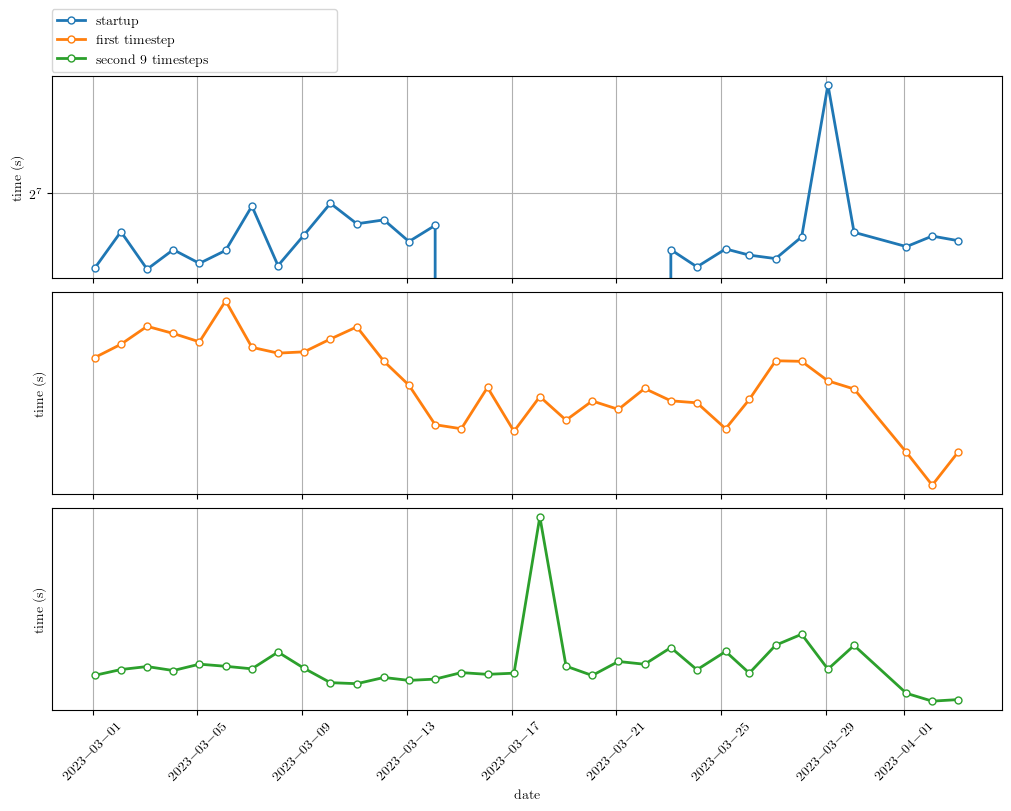 startup
first timestep
second 9 timesteps
time (s)
2⁷
time (s)
time (s)
2023−03−01
2023−03−05
2023−03−09
2023−03−13
2023−03−17
2023−03−21
2023−03−25
2023−03−29
2023−04−01
date